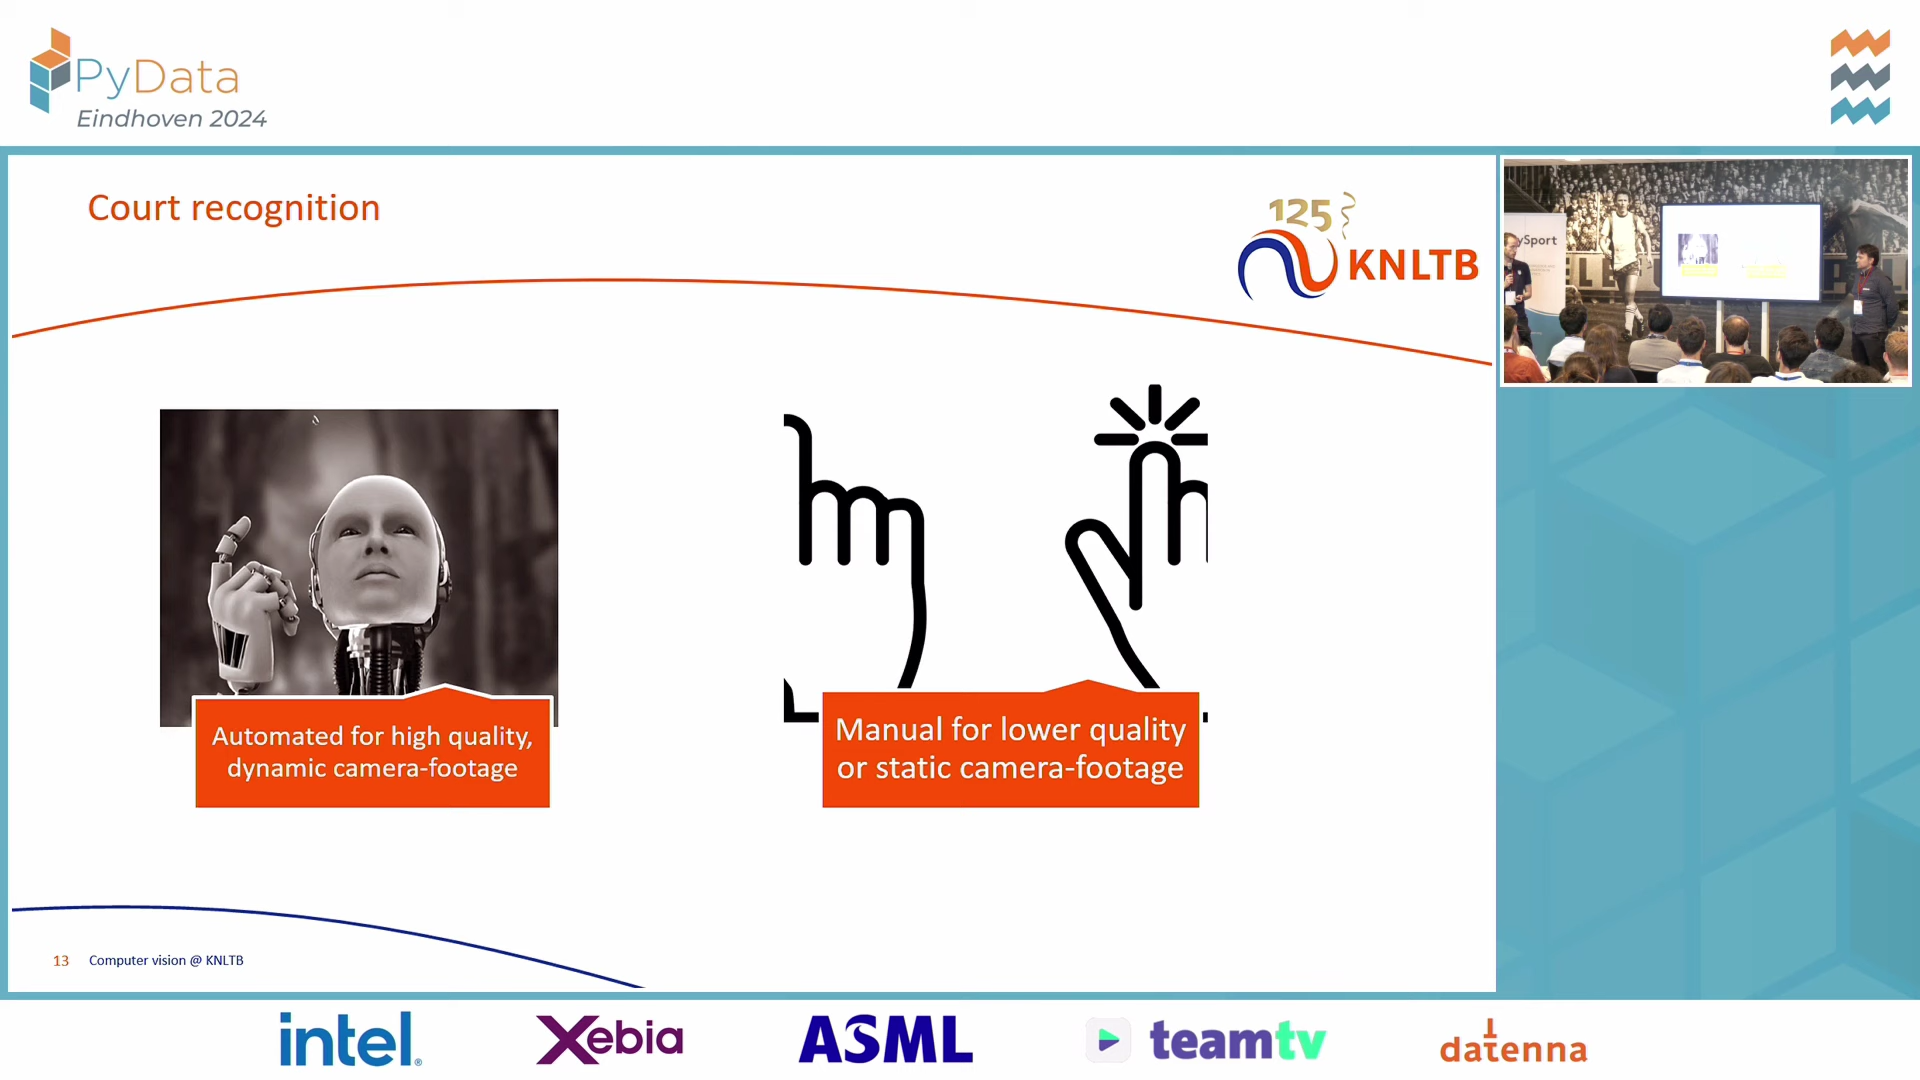 PyData
Eindhoven 2024
Court recognition
125
KNLTB
ySport
Automated for high quality,
dynamic camera-footage
Manual for lower quality
or static camera-footage
13 Computer vision @ KNLTB
intel
Xebia
ASML
teamtv
datenna